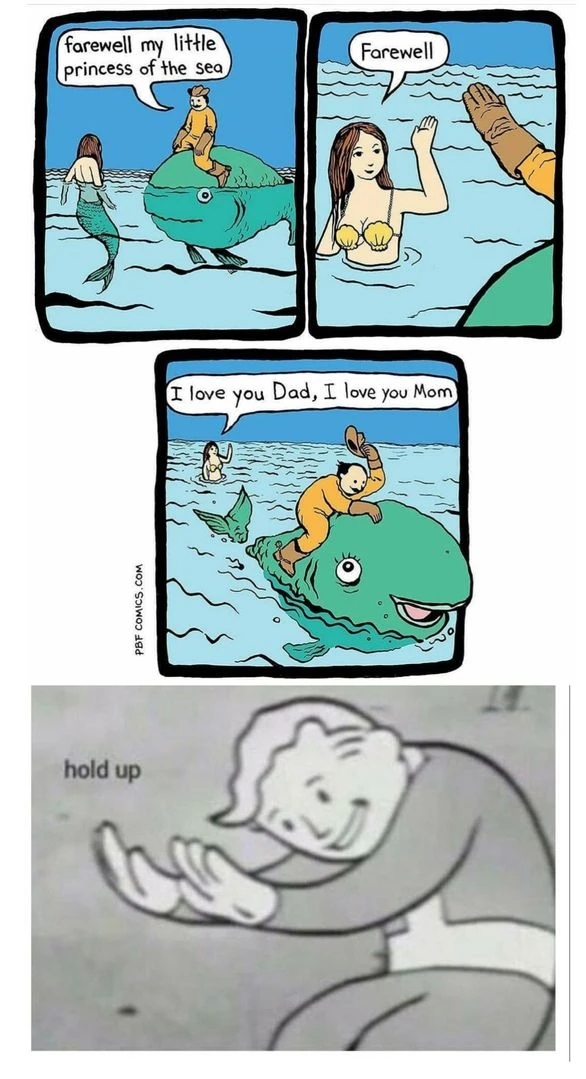 farewell my little
princess of the sea
Farewell
I love you Dad, I love you Mom
PBF COMICS.COM
hold up